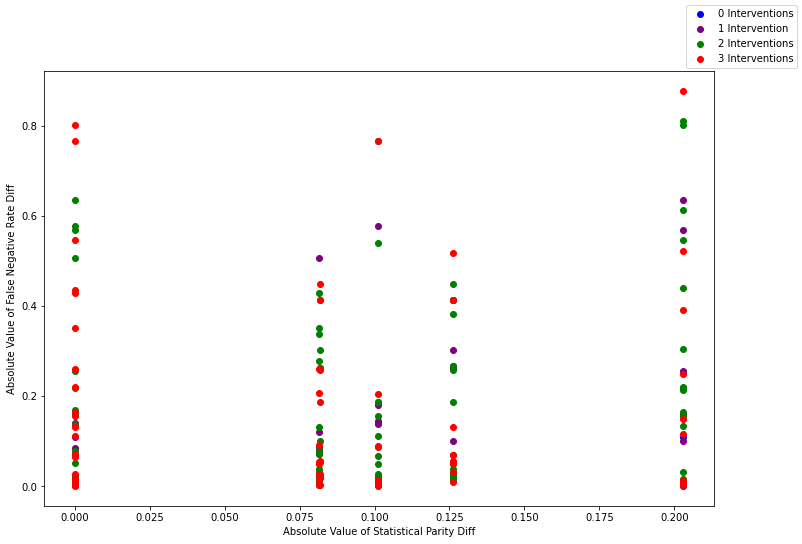 0 Interventions
1 Intervention
2 Interventions
3 Interventions
0.8
0.6
0.4
0.2
0.0
Absolute Value of False Negative Rate Diff
0.000 0.025 0.050 0.075 0.100 0.125 0.150 0.175 0.200
Absolute Value of Statistical Parity Diff